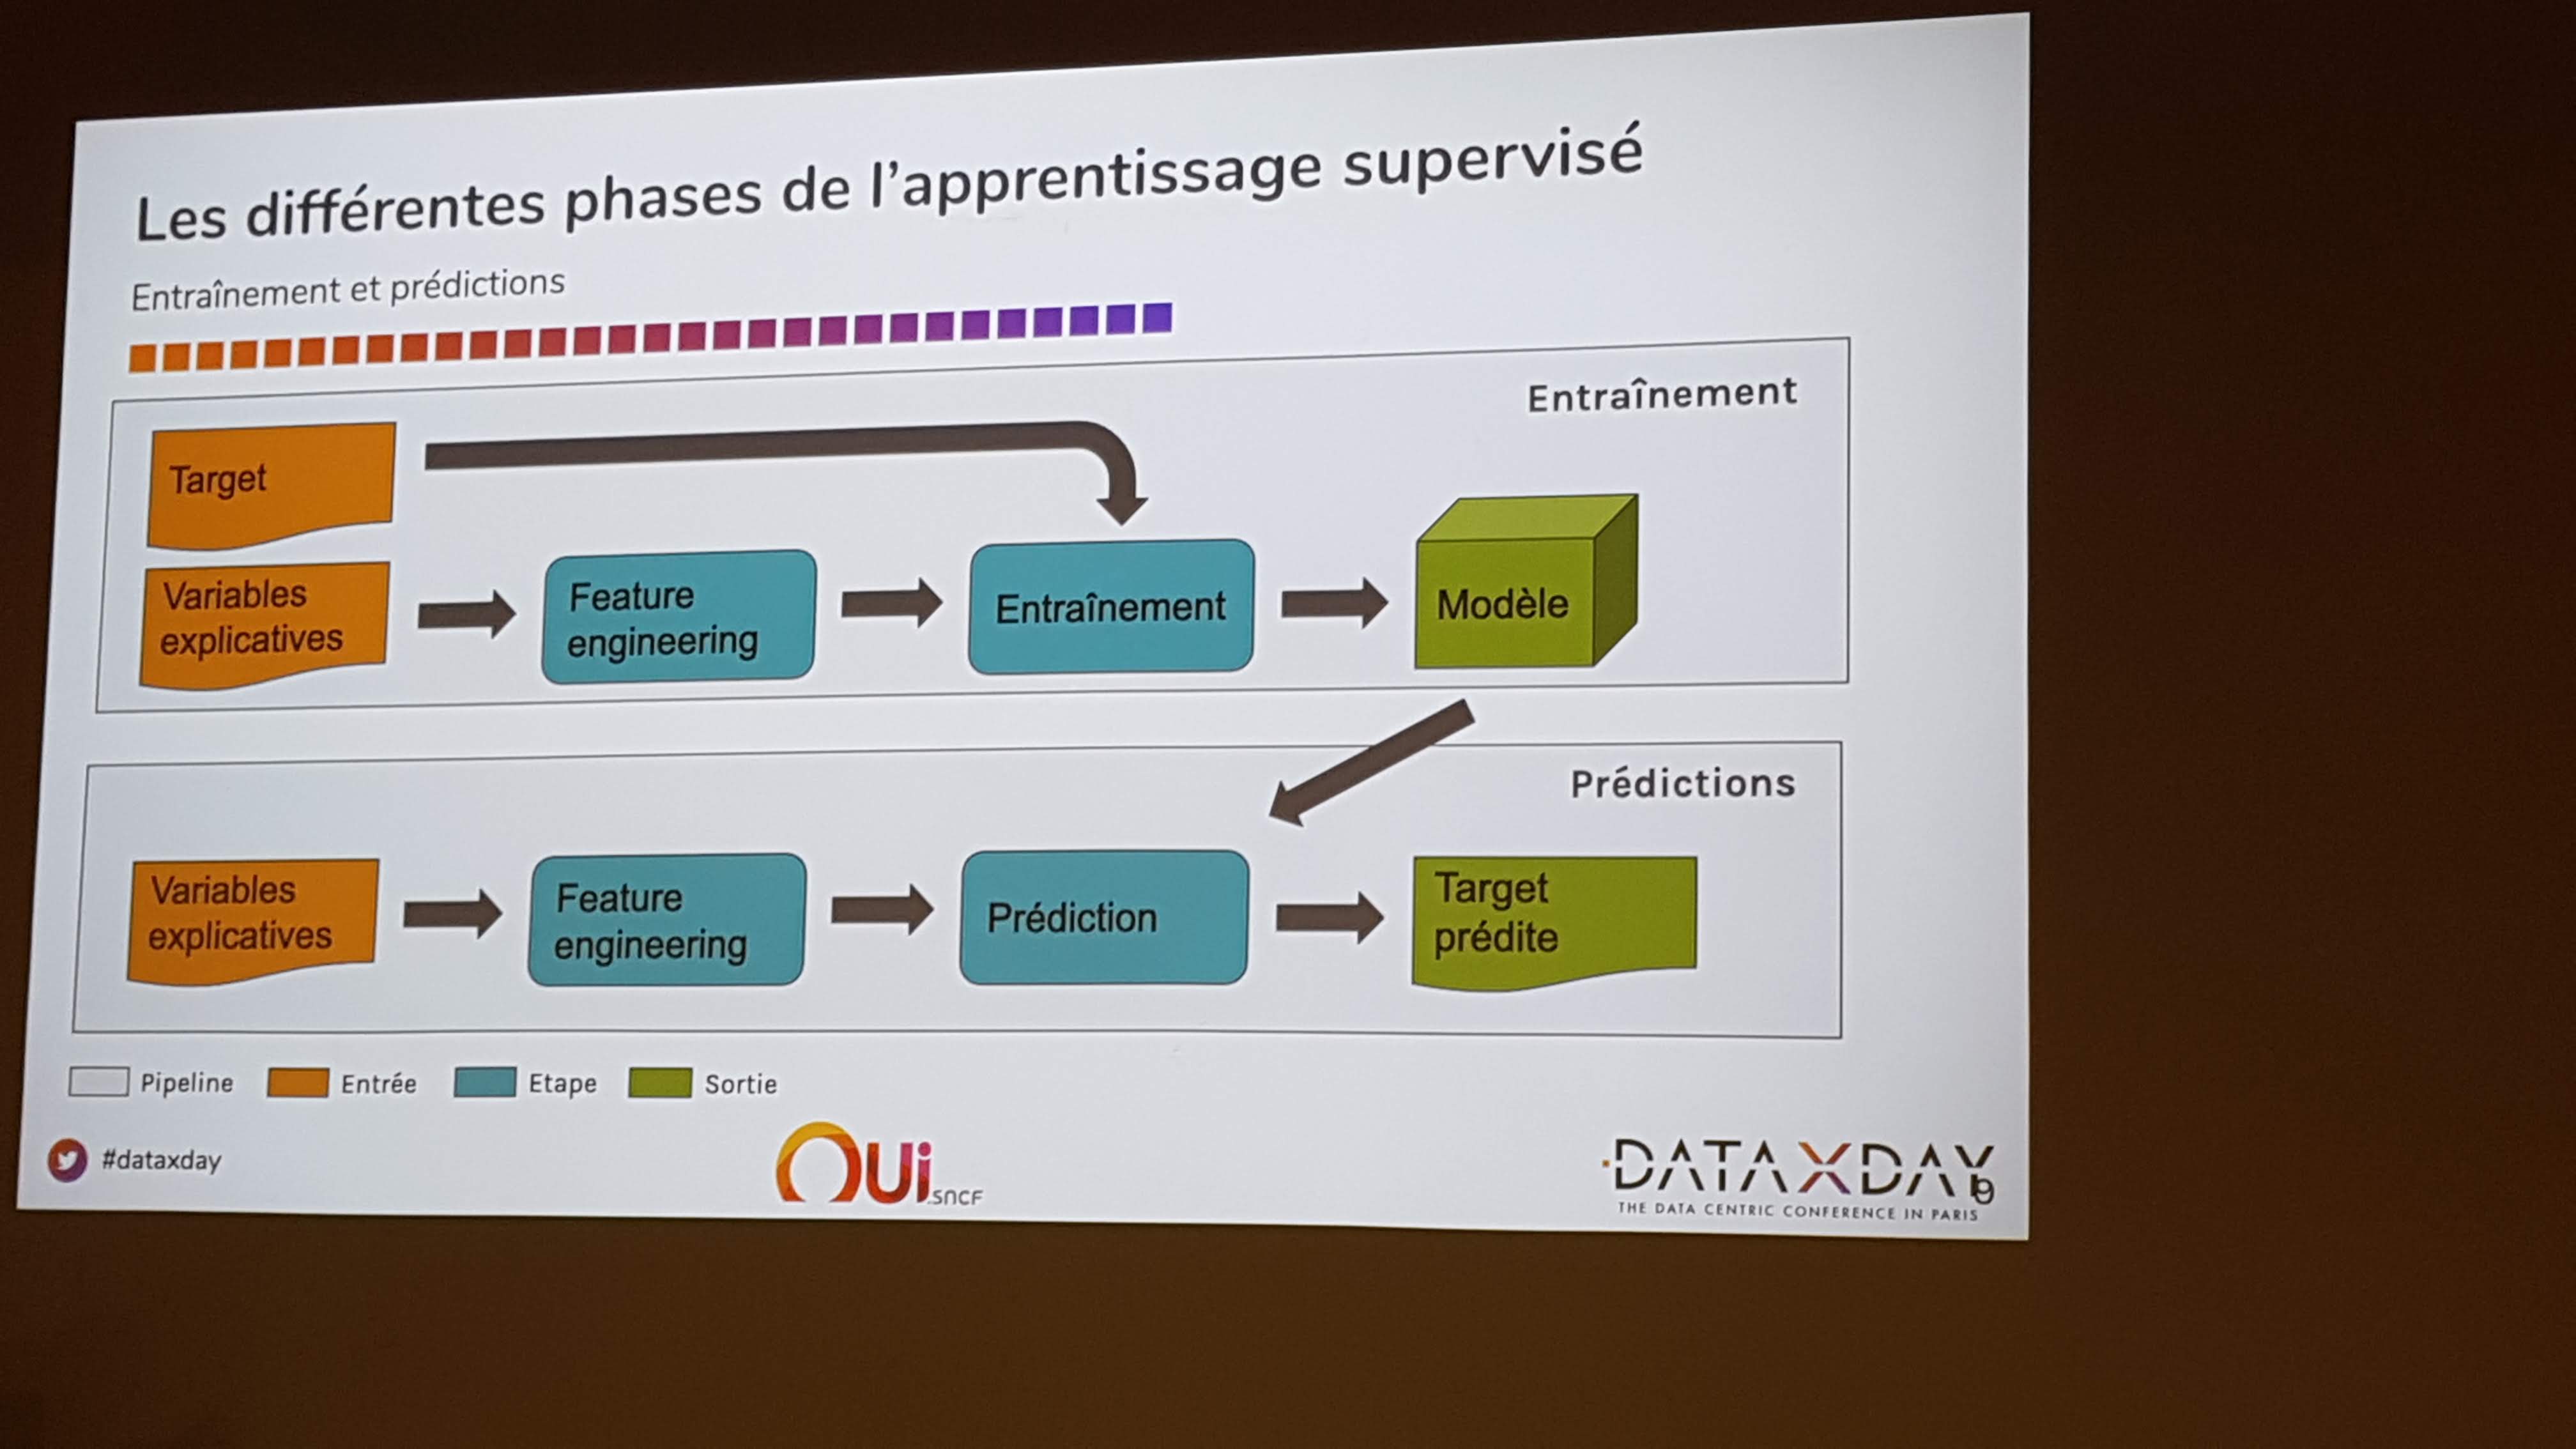 Les différentes phases de l’apprentissage supervisé
Entraînement et prédictions
Entraînement
Target
Variables
explicatives
Feature
engineering
Entraînement
Modèle
Prédictions
Variables
explicatives
Feature
engineering
Prédiction
Target
prédite
Pipeline
Entrée
Etape
Sortie
#dataxday
OUi.SNCF
DATAXDAY 19
THE DATA CENTRIC CONFERENCE IN PARIS